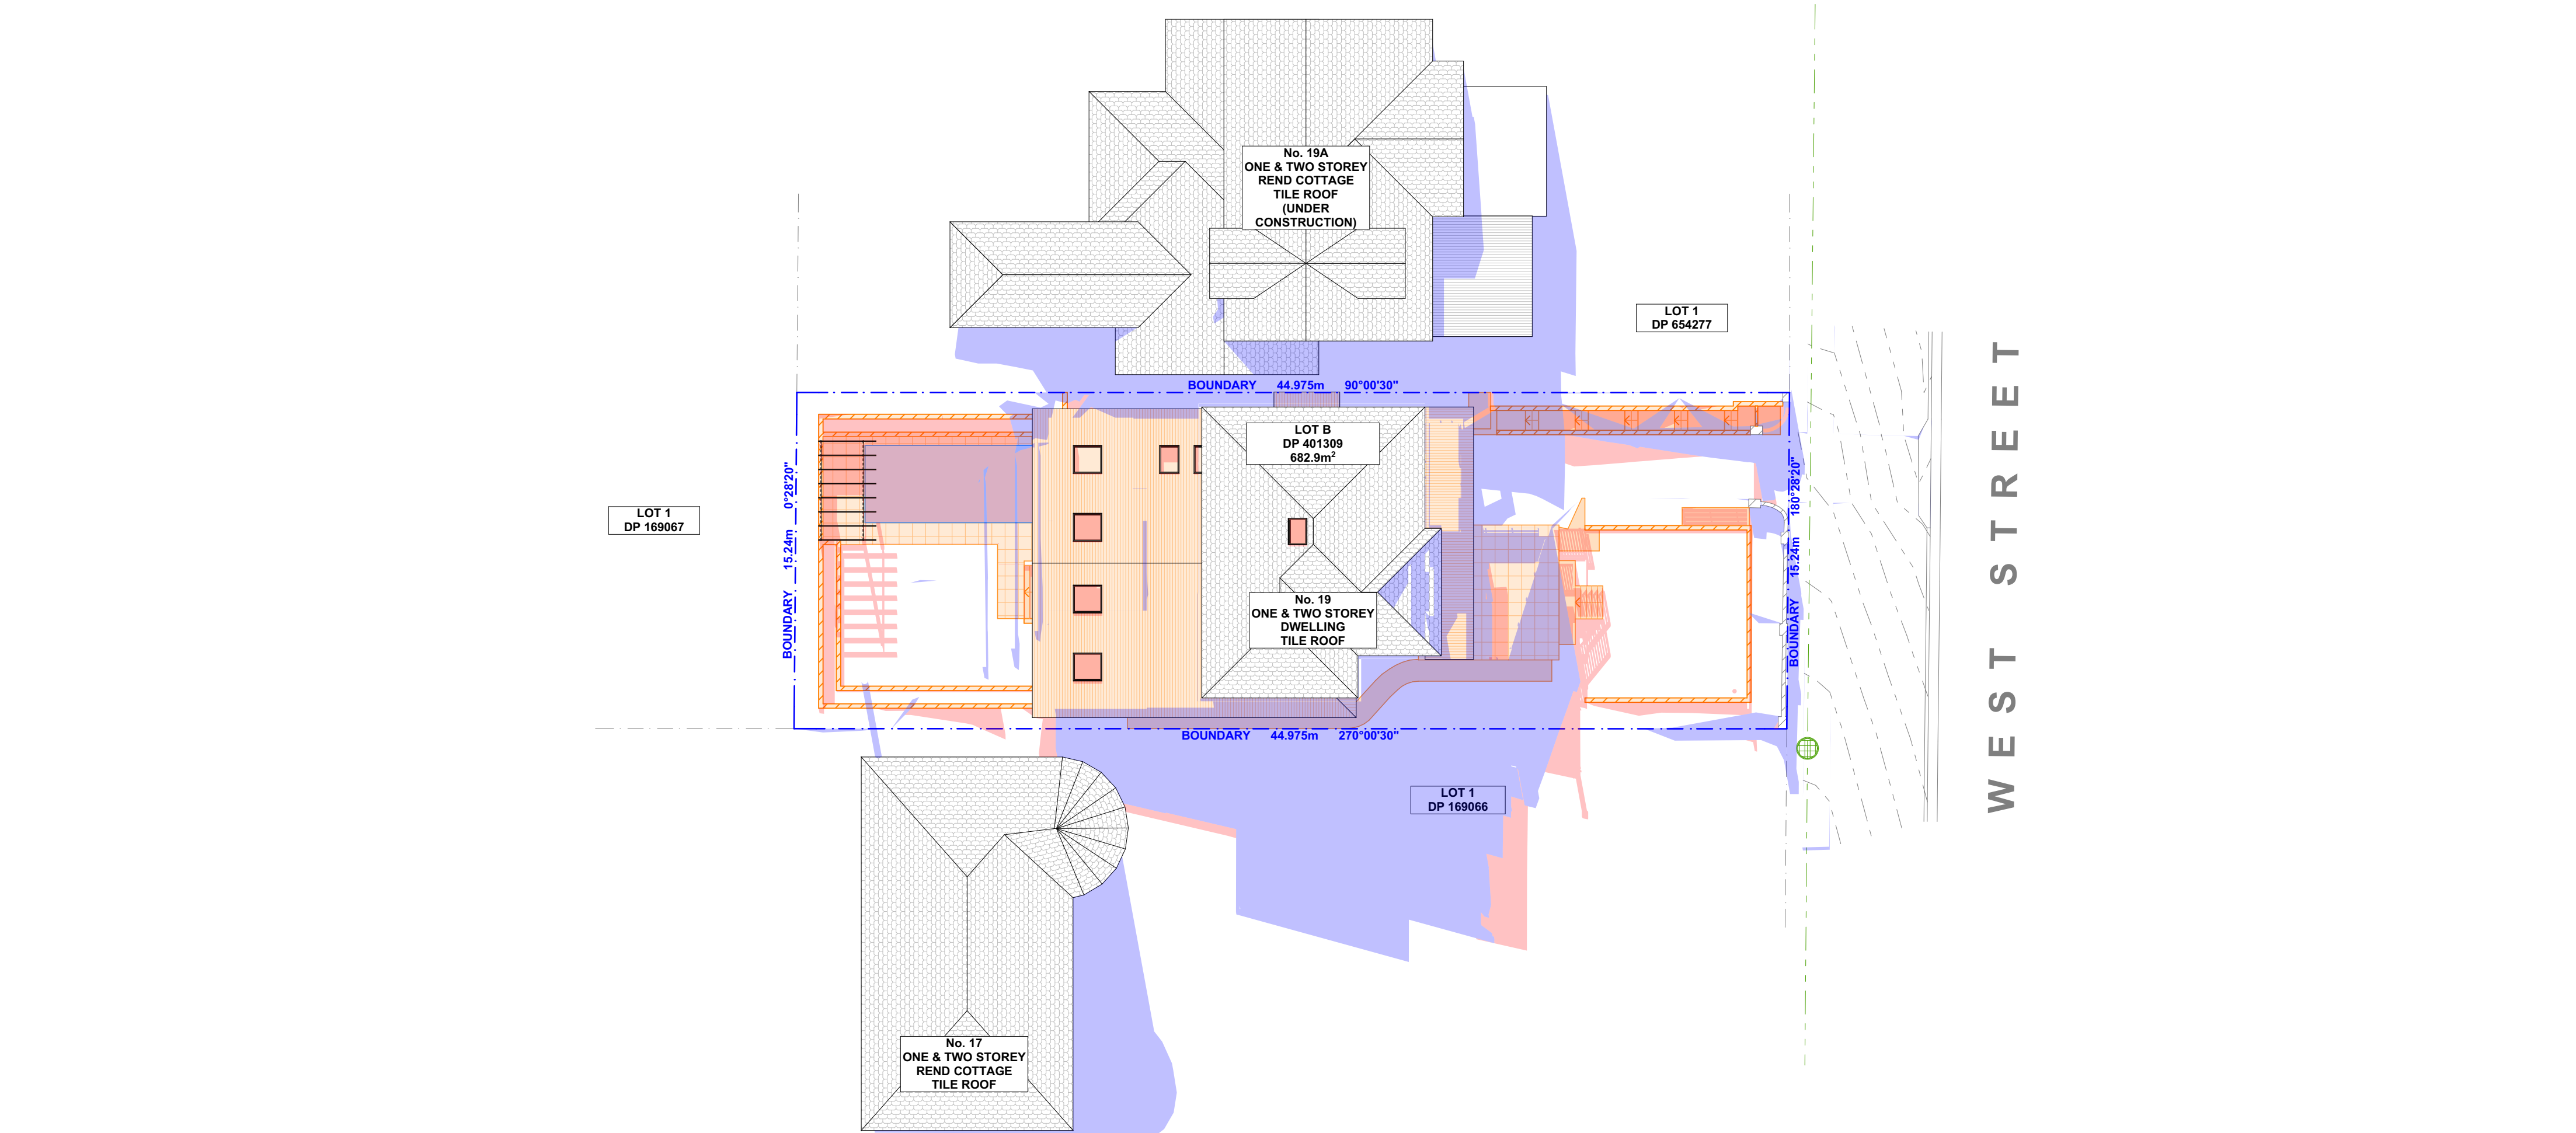 No. 19A
ONE & TWO STOREY
REND COTTAGE
TILE ROOF
(UNDER
CONSTRUCTION)
LOT 1
DP 654277
BOUNDARY 44.975m 90°00'30"
LOT B
DP 401309
682.9m²
LOT 1
DP 169067
BOUNDARY 15.24m 0°28'20"
BOUNDARY 15.24m 180°28'20"
WEST STREET
No. 19
ONE & TWO STOREY
DWELLING
TILE ROOF
BOUNDARY 44.975m 270°00'30"
LOT 1
DP 169066
No. 17
ONE & TWO STOREY
REND COTTAGE
TILE ROOF